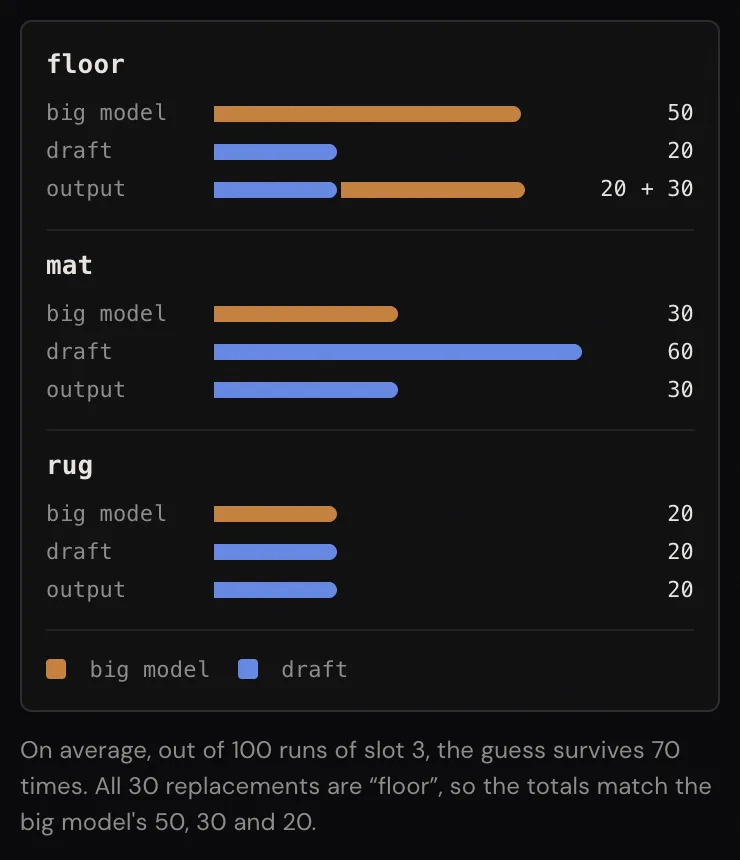 floor
big model 50
draft 20
output 20 + 30
mat
big model 30
draft 60
output 30
rug
big model 20
draft 20
output 20
big model draft
On average, out of 100 runs of slot 3, the guess survives 70
times. All 30 replacements are “floor”, so the totals match the
big model's 50, 30 and 20.